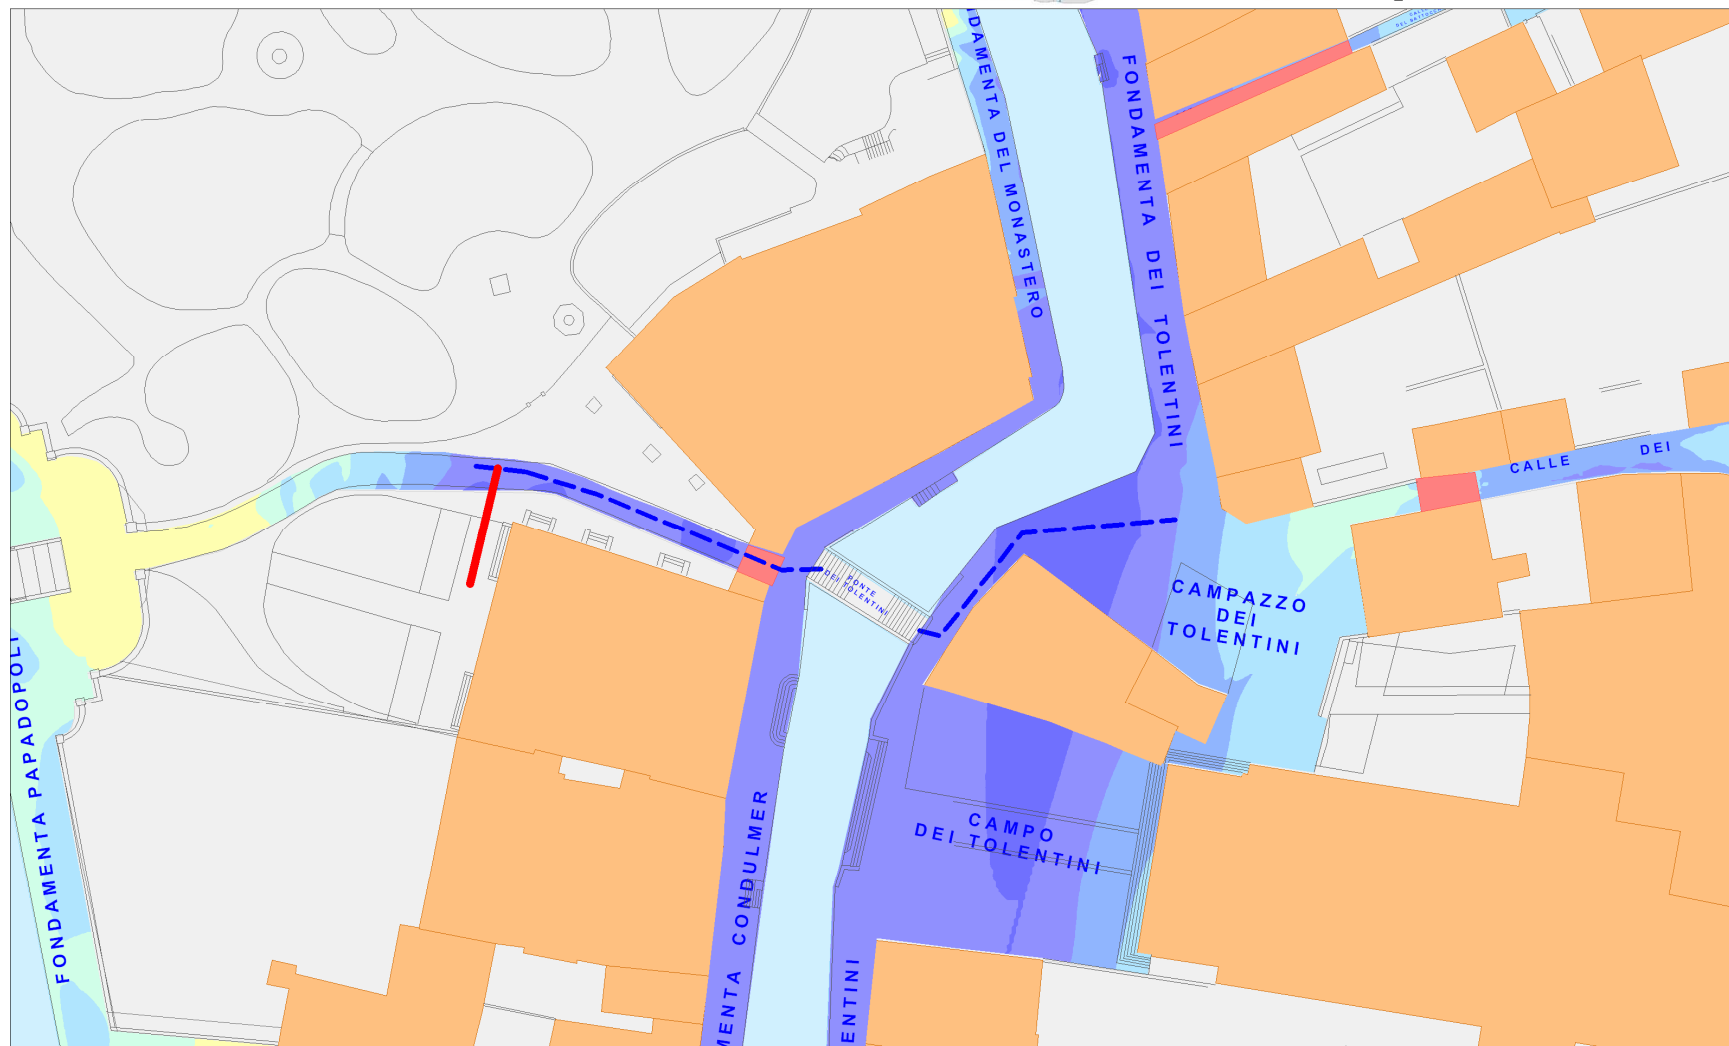 CALLE
DAMENTA DEL MONASTERO
FONDAMENTA DEI TOLENTINI
CALLE DEI
PONTE
DEI TOLENTINI
CAMPAZZO
DEI
TOLENTINI
FONDAMENTA PAPADOPOLI
CAMPO
DEI TOLENTINI
MENTA CONDULMER
ENTINI